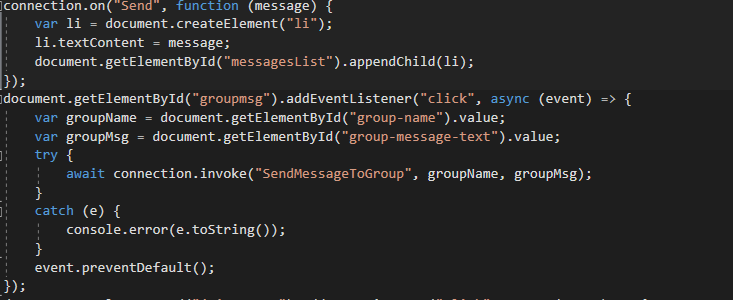 connection.on("Send", function (message) {
    var li = document.createElement("li");
    li.textContent = message;
    document.getElementById("messagesList").appendChild(li);
});
document.getElementById("groupmsg").addEventListener("click", async (event) => {
    var groupName = document.getElementById("group-name").value;
    var groupMsg = document.getElementById("group-message-text").value;
    try {
        await connection.invoke("SendMessageToGroup", groupName, groupMsg);
    }
    catch (e) {
        console.error(e.toString());
    }
    event.preventDefault();
});